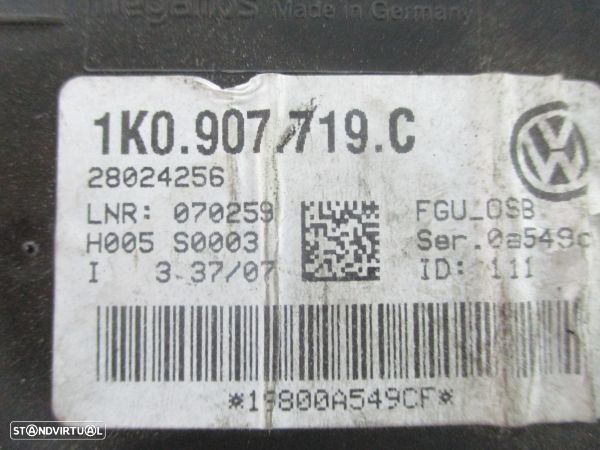 megamos Made in Germany
1K0.907.719.C
28024256
LNR: 070259
H005 S0003
I 3 37/07
FGU_OSB
Ser.0a549c
ID: 111
*19800A549CF*
STANDVIRTUAL